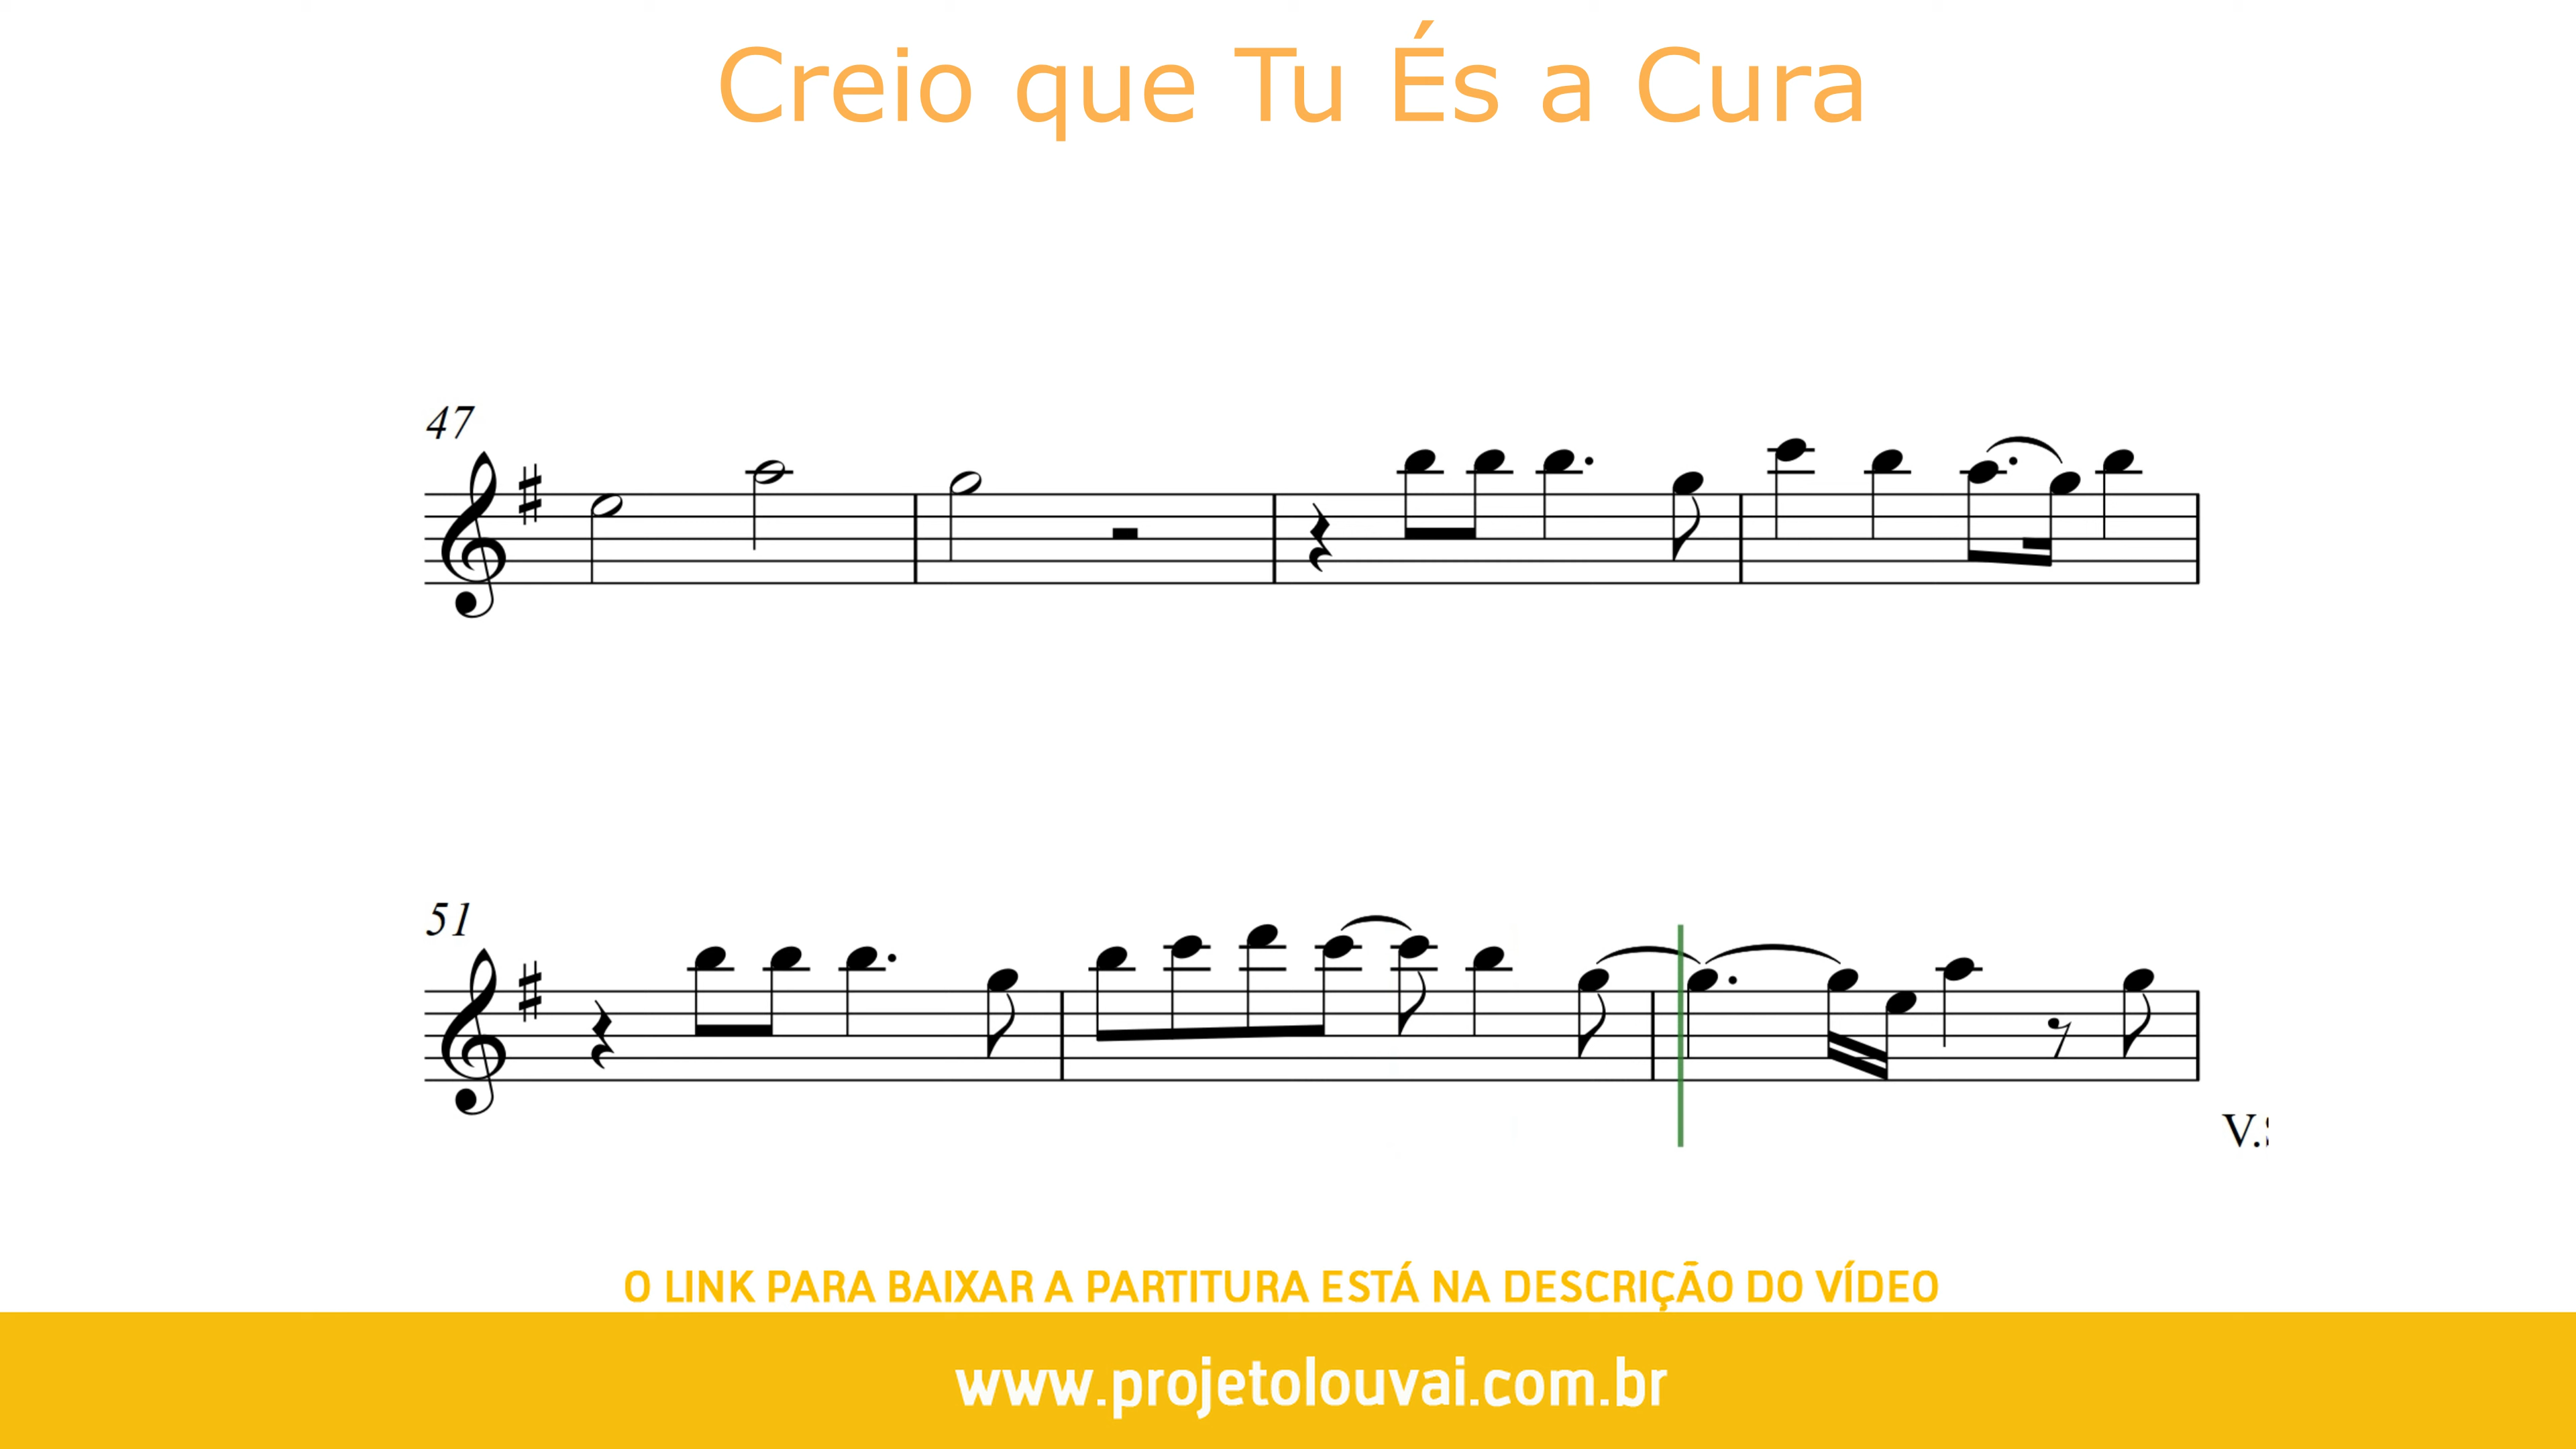 Creio que Tu És a Cura
47
51
V.
O LINK PARA BAIXAR A PARTITURA ESTÁ NA DESCRIÇÃO DO VÍDEO
www.projetolouvai.com.br